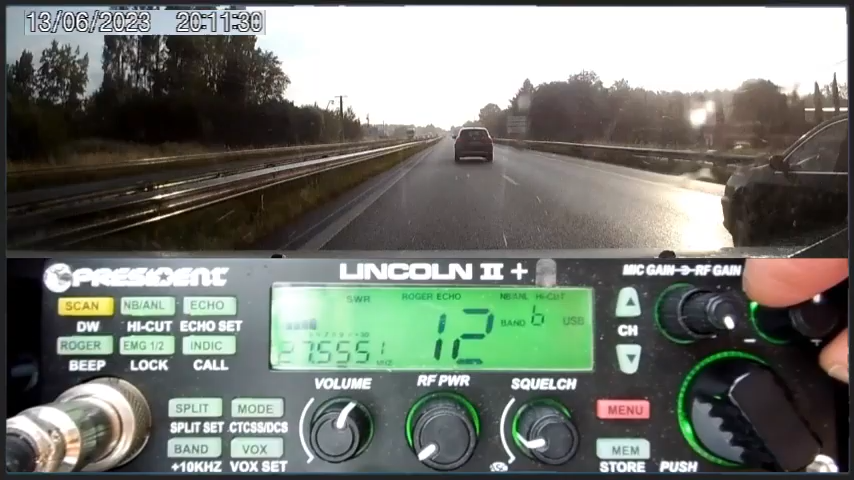 13/06/2023 20:11:30
PRESIDENT
LINCOLN II +
MIC GAIN RF GAIN
SCAN NB/ANL ECHO
DW HI-CUT ECHO SET
ROGER EMG 1/2 INDIC
BEEP LOCK CALL
SWR ROGER ECHO NB/ANL HI-CUT
12 BAND b USB
27.555
CH
VOLUME RF PWR SQUELCH
SPLIT MODE
SPLIT SET CTCSS/DCS
BAND VOX
+10KHZ VOX SET
MENU
MEM
STORE PUSH